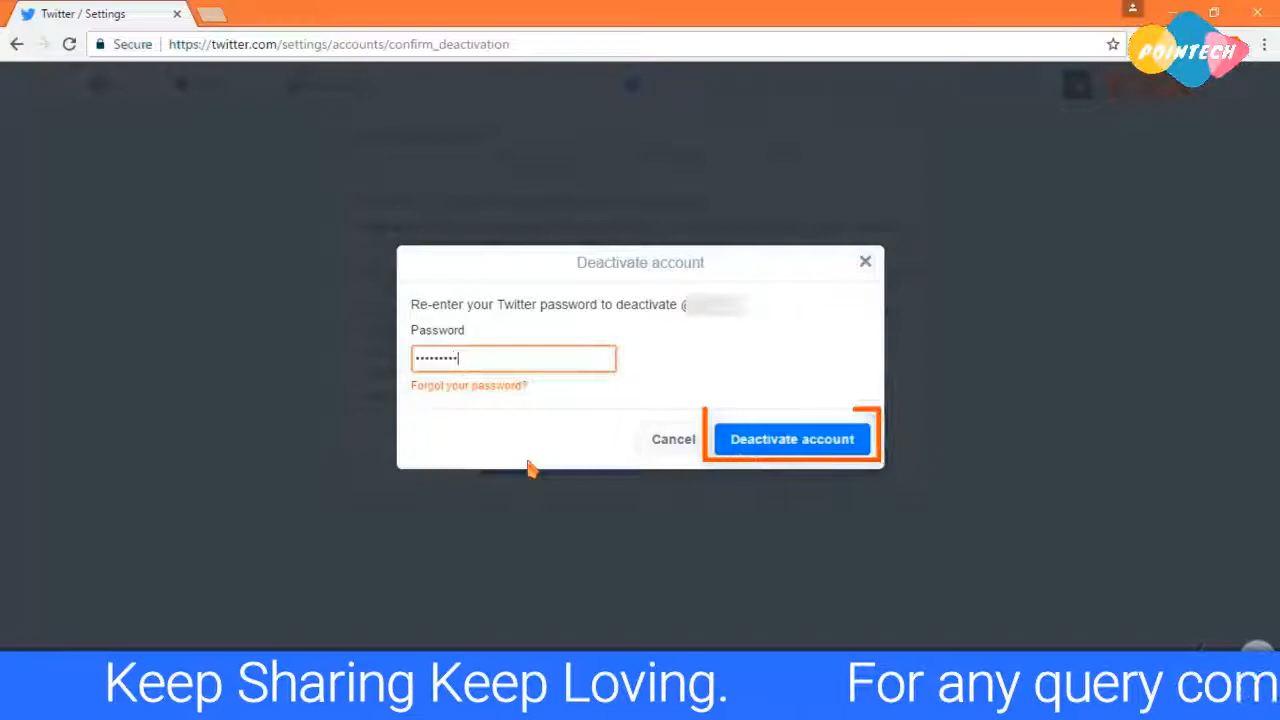 Twitter / Settings
Secure
https://twitter.com/settings/accounts/confirm_deactivation
POINTECH
Deactivate account
Re-enter your Twitter password to deactivate @
Password
•••••••••
Forgot your password?
Cancel
Deactivate account
Keep Sharing Keep Loving. For any query com